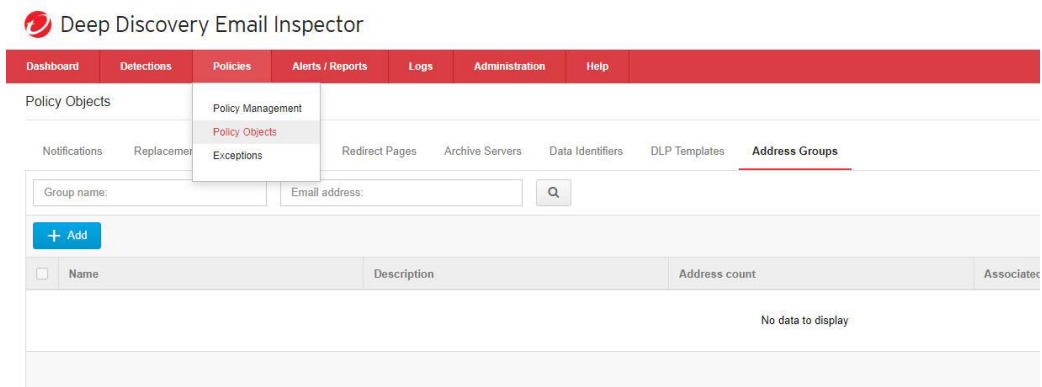 Deep Discovery Email Inspector
Dashboard Detections Policies Alerts / Reports Logs Administration Help
Policy Objects
Policy Management
Policy Objects
Exceptions
Notifications Redirect Pages Archive Servers Data Identifiers DLP Templates Address Groups
Group name: Email address:
Add
Name Description Address count Associated
No data to display